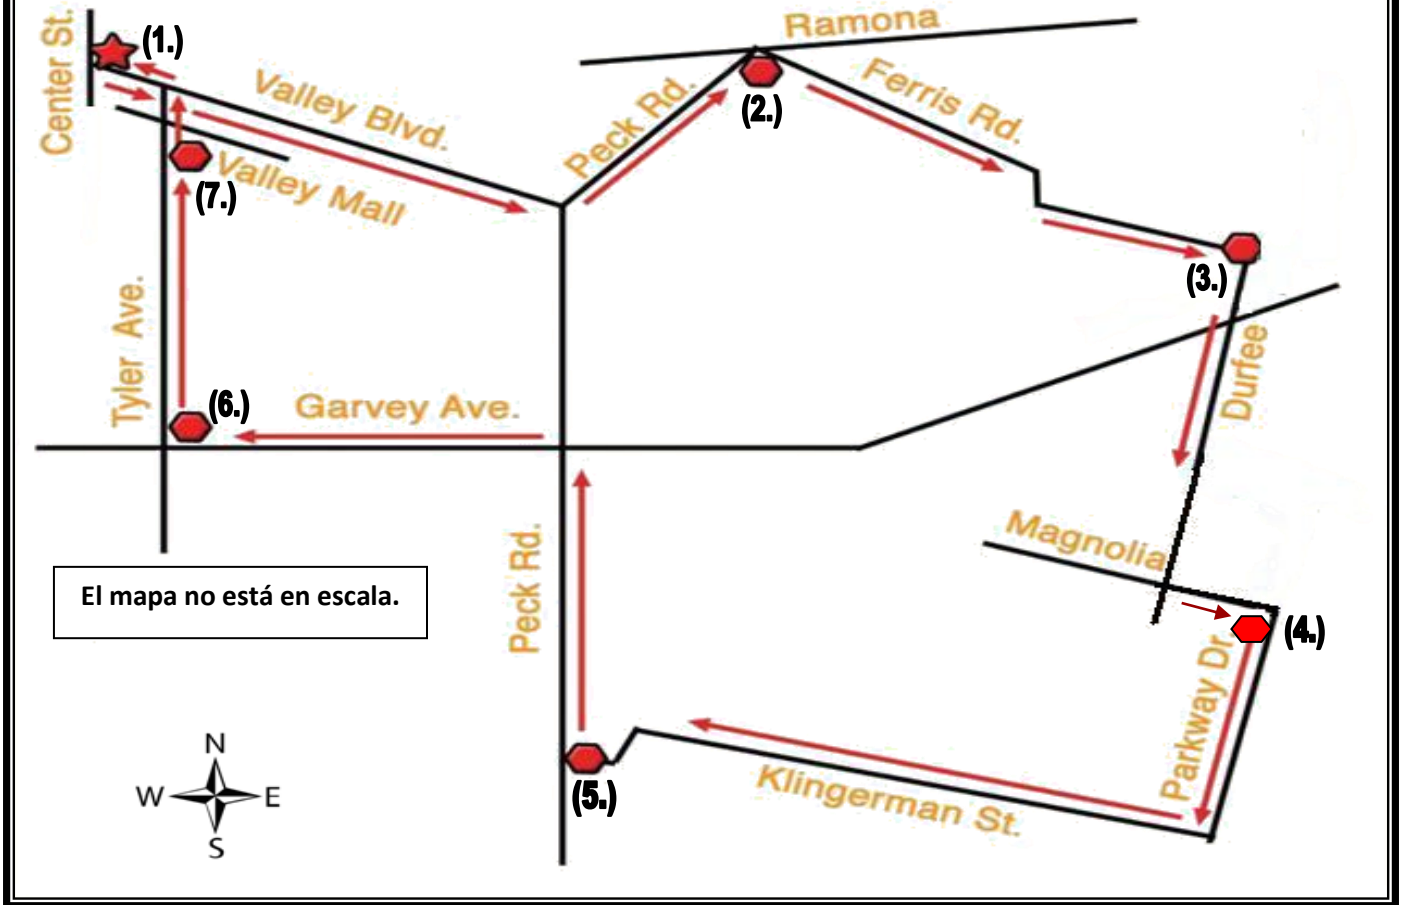 Center St.
(1.)
Valley Blvd.
Ramona
Peck Rd.
(2.)
Ferris Rd.
Valley Mall
(7.)
(3.)
Tyler Ave.
(6.)
Garvey Ave.
Durfee
Magnolia
Peck Rd.
El mapa no está en escala.
(4.)
Parkway Dr.
(5.)
Klingerman St.
N
W
E
S